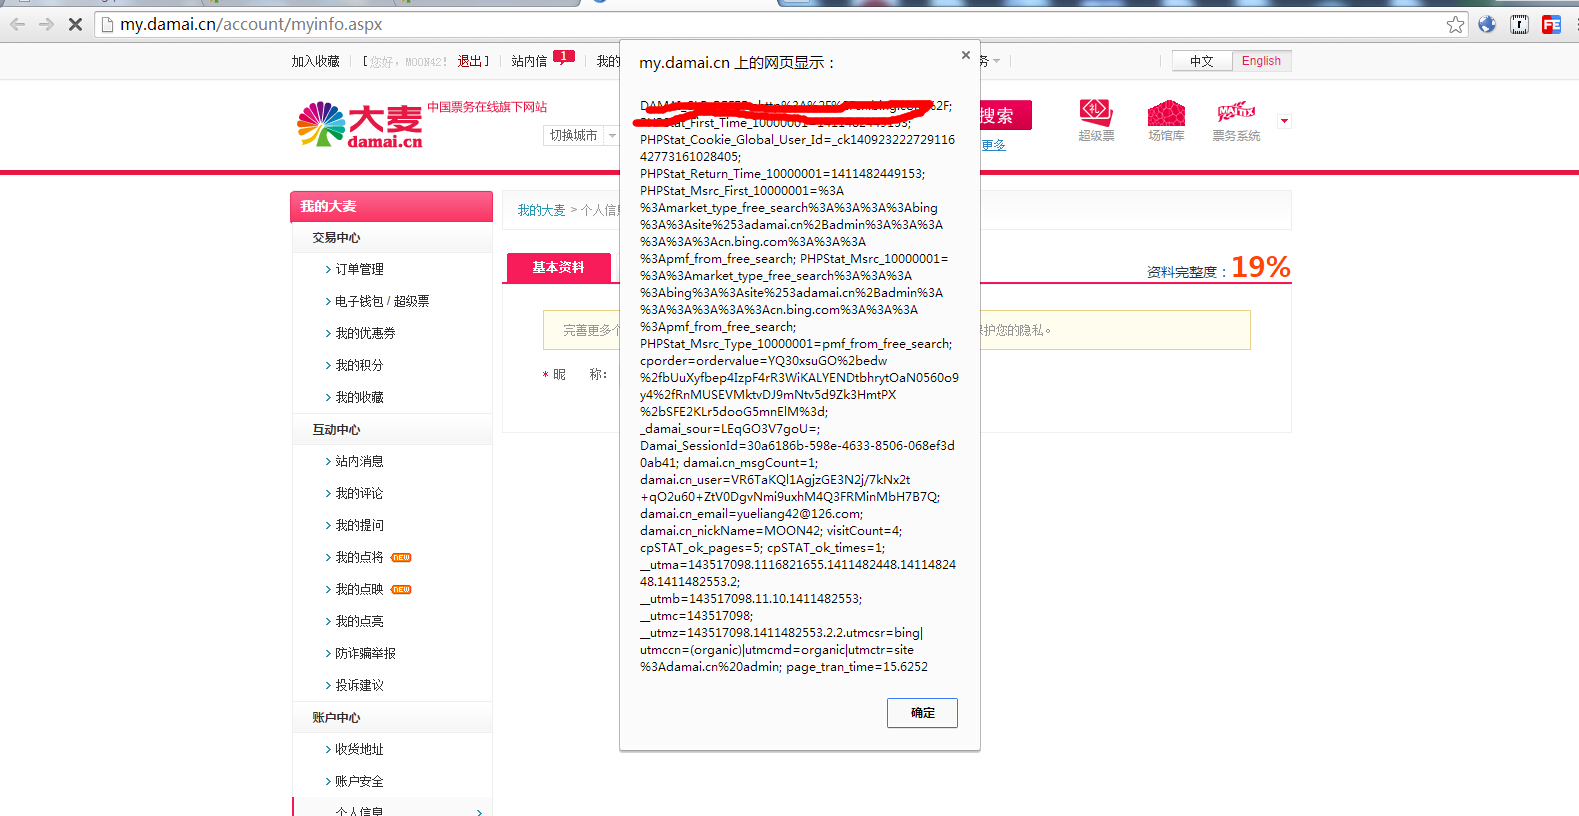 my.damai.cn/account/myinfo.aspx
加入收藏 [ 您好，MOON42! 退出 ] 站内信 1 我的
务
中文 English
大麦 damai.cn
中国票务在线旗下网站
切换城市
搜索
更多
超级票 场馆库 票务系统
MAITIX
我的大麦
交易中心
订单管理
电子钱包 / 超级票
我的优惠券
我的积分
我的收藏
互动中心
站内消息
我的评论
我的提问
我的点将 NEW
我的点映 NEW
我的点亮
防诈骗举报
投诉建议
账户中心
收货地址
账户安全
个人信息
我的大麦 > 个人信
基本资料
资料完整度：19%
完善更多个
保护您的隐私。
* 昵 称:
my.damai.cn 上的网页显示：
PHPStat_First_Time_10000001=1411482449153;
PHPStat_Cookie_Global_User_Id=_ck140923222729116
42773161028405;
PHPStat_Return_Time_10000001=1411482449153;
PHPStat_Msrc_First_10000001=%3A
%3Amarket_type_free_search%3A%3A%3A%3Abing
%3A%3Asite%253adamai.cn%2Badmin%3A%3A%3A
%3A%3A%3Acn.bing.com%3A%3A%3A
%3Apmf_from_free_search; PHPStat_Msrc_10000001=
%3A%3Amarket_type_free_search%3A%3A%3A
%3Abing%3A%3Asite%253adamai.cn%2Badmin%3A
%3A%3A%3A%3A%3Acn.bing.com%3A%3A%3A
%3Apmf_from_free_search;
PHPStat_Msrc_Type_10000001=pmf_from_free_search;
cporder=ordervalue=YQ30xsuGO%2bedw
%2fbUuXyfbep4IzpF4rR3WiKALYENDtbhrytOaN0560o9
y4%2fRnMUSEVMktvDJ9mNtv5d9Zk3HmtPX
%2bSFE2KLr5dooG5mnElM%3d;
_damai_sour=LEqGO3V7goU=;
Damai_SessionId=30a6186b-598e-4633-8506-068ef3d
0ab41; damai.cn_msgCount=1;
damai.cn_user=VR6TaKQl1AgjzGE3N2j/7kNx2t
+qO2u60+ZtV0DgvNmi9uxhM4Q3FRMinMbH7B7Q;
damai.cn_email=yueliang42@126.com;
damai.cn_nickName=MOON42; visitCount=4;
cpSTAT_ok_pages=5; cpSTAT_ok_times=1;
__utma=143517098.1116821655.1411482448.1411482
448.1411482553.2;
__utmb=143517098.11.10.1411482553;
__utmc=143517098;
__utmz=143517098.1411482553.2.2.utmcsr=bing|
utmccn=(organic)|utmcmd=organic|utmctr=site
%3Adamai.cn%20admin; page_tran_time=15.6252
确定